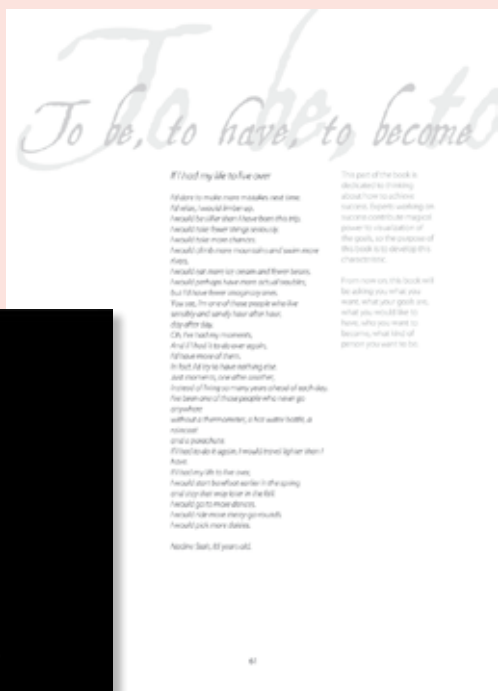 To be, to have, to become
If I had my life to live over
I'd dare to make more mistakes next time.
I'd relax, I would limber up.
I would be sillier than I have been this trip.
I would take fewer things seriously.
I would take more chances.
I would climb more mountains and swim more
rivers.
I would eat more ice cream and fewer beans.
I would perhaps have more actual troubles,
but I'd have fewer imaginary ones.
You see, I'm one of those people who live
sensibly and sanely hour after hour,
day after day.
Oh, I've had my moments,
And if I had it to do over again,
I'd have more of them.
In fact I'd try to have nothing else.
Just moments, one after another,
instead of living so many years ahead of each day.
I've been one of those people who never go
anywhere
without a thermometer, a hot water bottle, a
raincoat
and a parachute.
If I had to do it again, I would travel lighter than I
have.
If I had my life to live over,
I would start barefoot earlier in the spring
and stay that way later in the fall.
I would go to more dances.
I would ride more merry-go-rounds.
I would pick more daisies.
Nadine Stair, 85 years old.
This part of the book is
dedicated to thinking
about how to achieve
success. Experts working on
success contribute magical
power to visualization of
the goals, so the purpose of
this book is to develop this
characteristic.
From now on this book will
be asking you what you
want, what your goals are,
what you would like to
have, who you want to
become, what kind of
person you want to be.
61